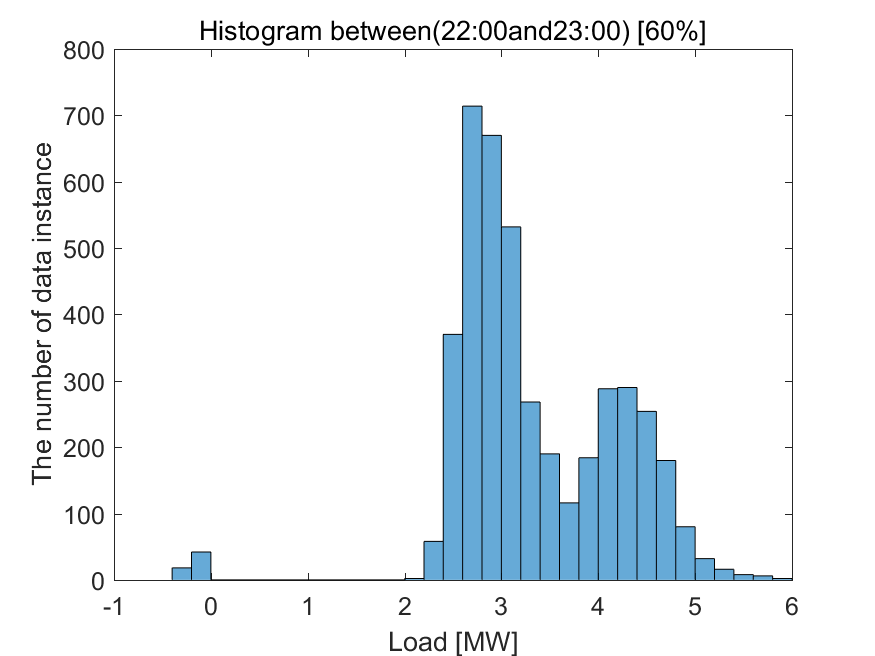 Histogram between(22:00and23:00) [60%]
800
700
600
500
400
300
200
100
0
The number of data instance
-1 0 1 2 3 4 5 6
Load [MW]